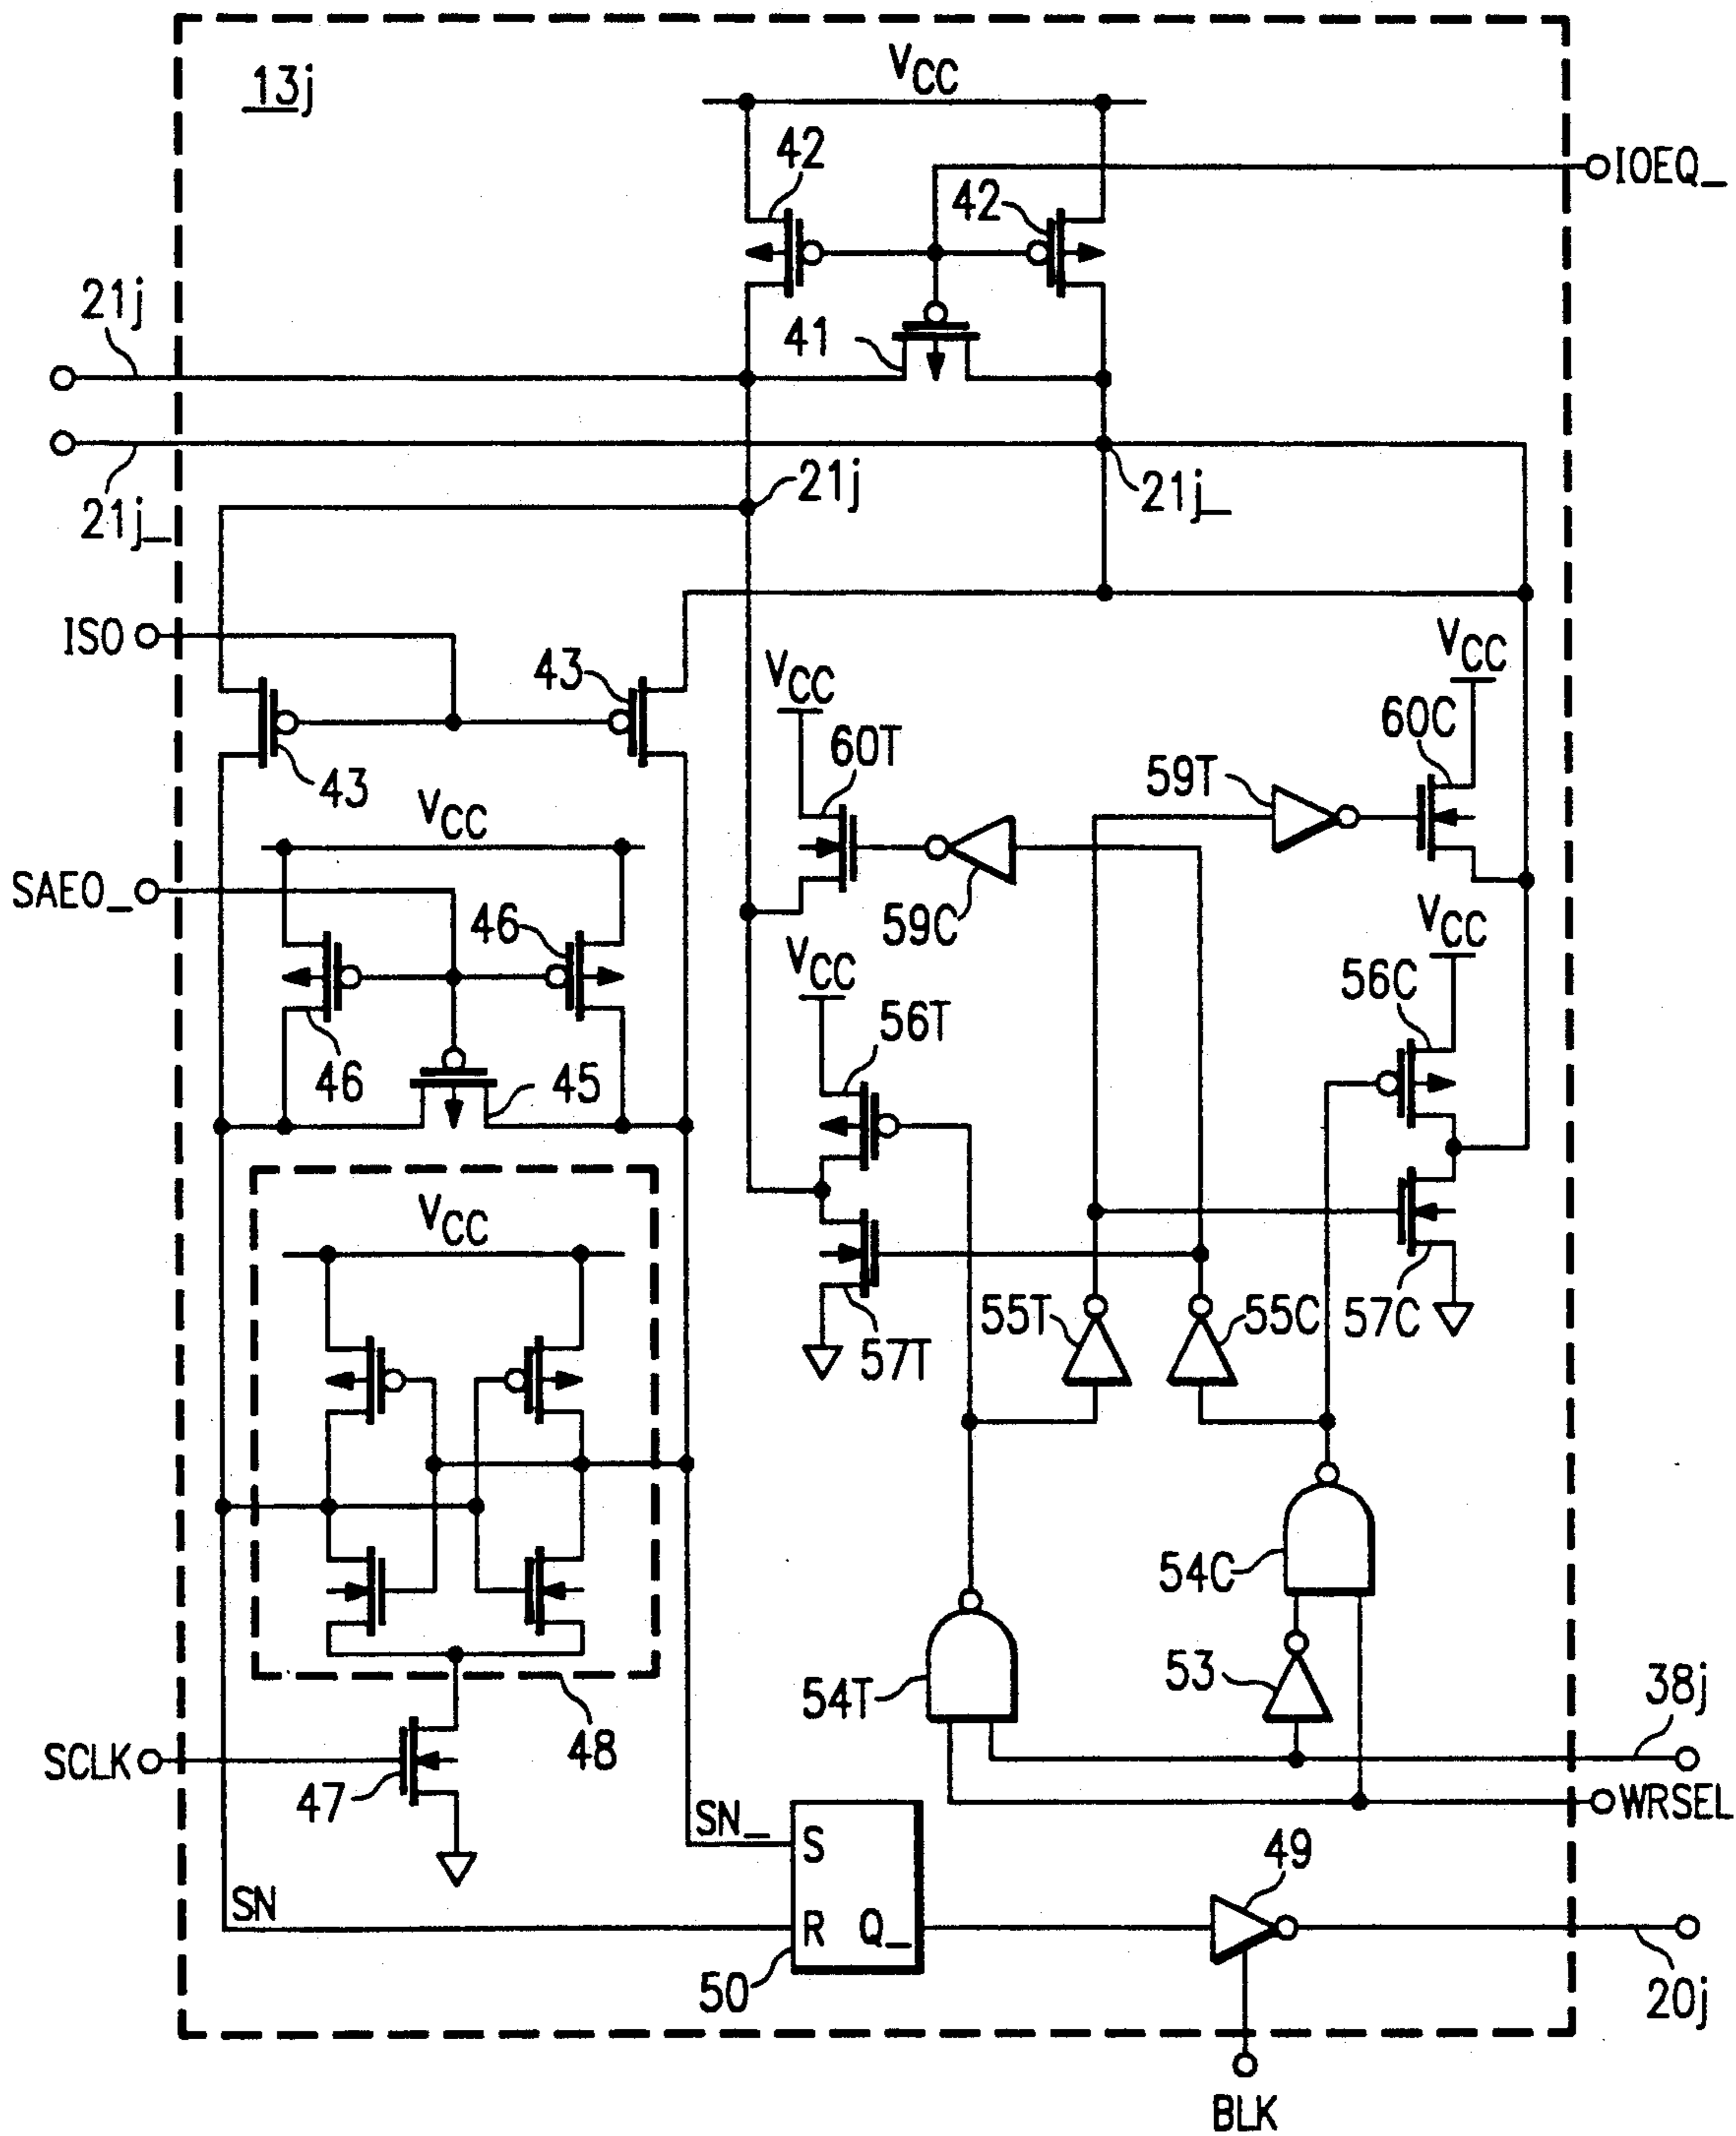 13j
VCC
42
42
IOEQ_
21j
41
21j_
21j
21j_
ISO
43
43
VCC
60T
VCC
60C
59T
59C
VCC
SAEO_
46
46
45
VCC
56T
VCC
56C
VCC
57T
55T
55C
57C
48
SCLK
47
54T
54C
53
38j
WRSEL
SN_
S
SN
R
Q_
50
49
20j
BLK